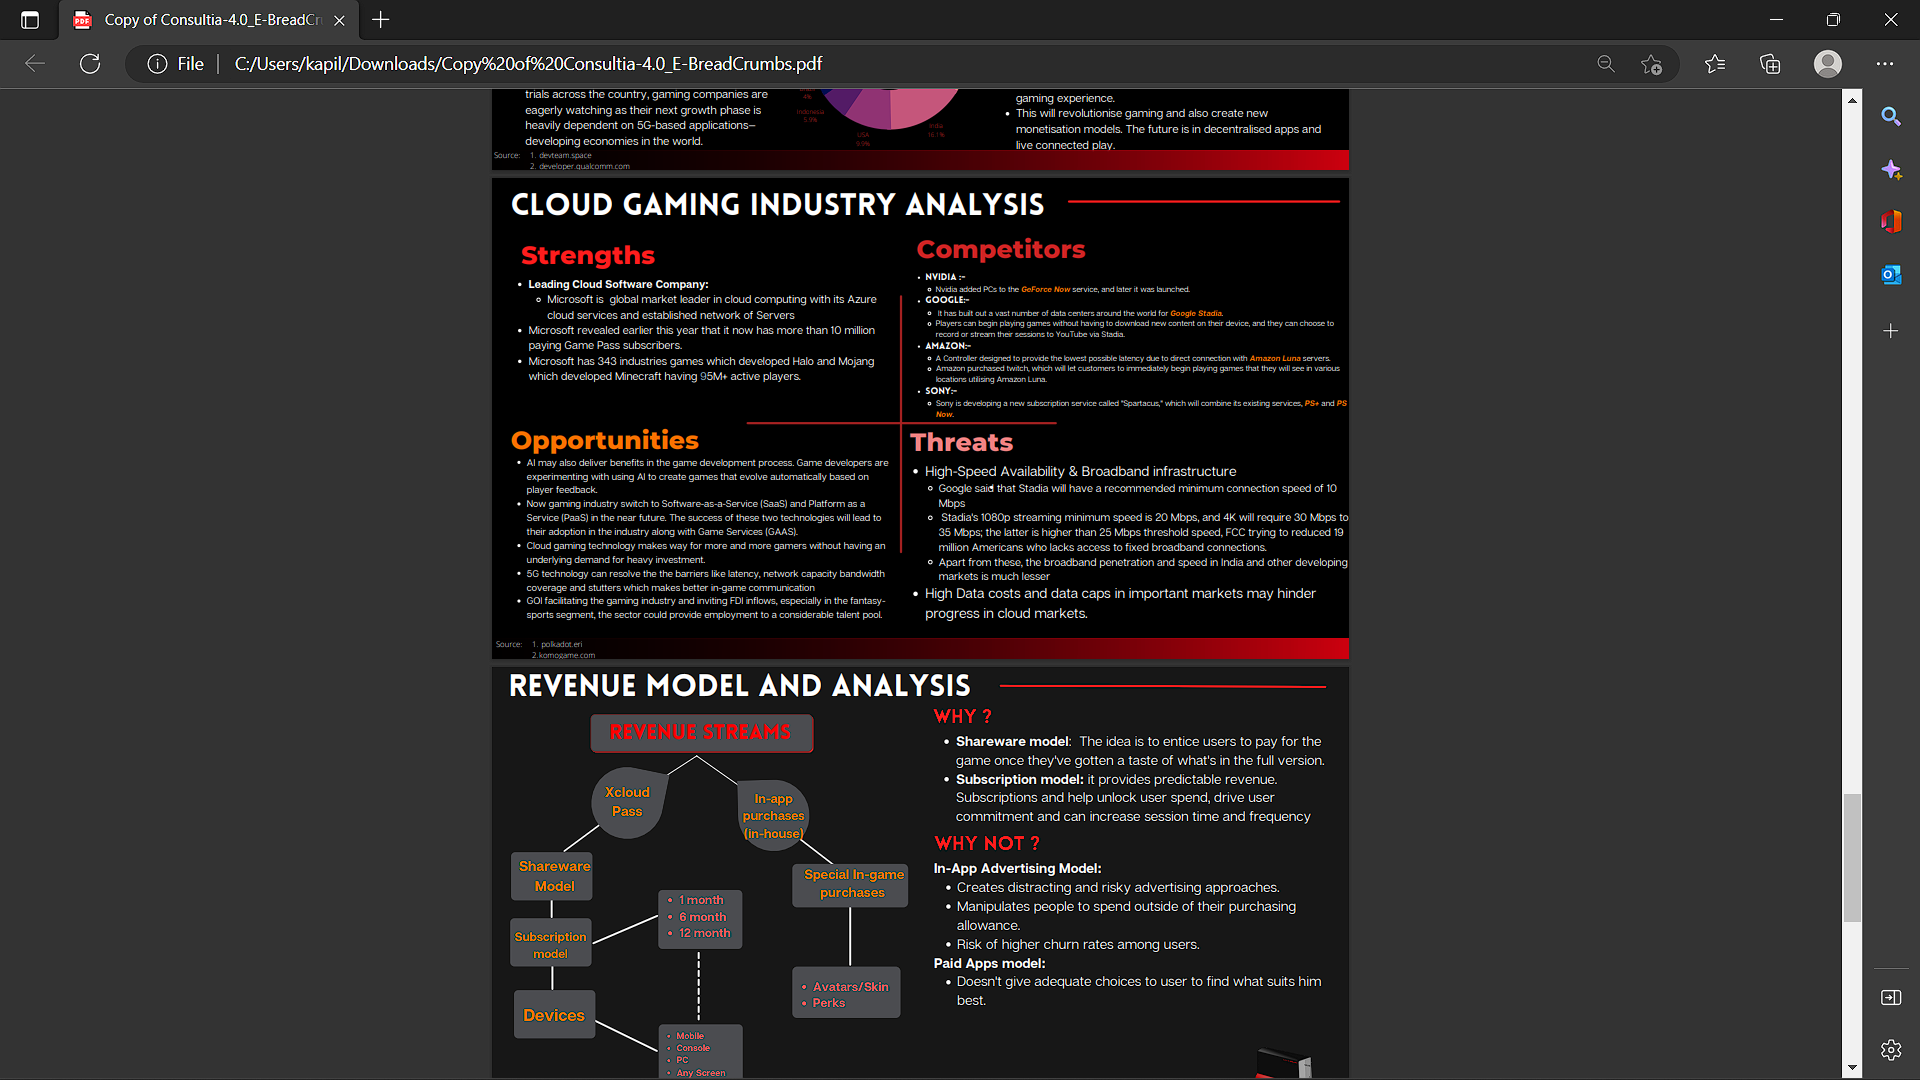 Copy of Consultia-4.0_E-BreadCr
File
C:/Users/kapil/Downloads/Copy%20of%20Consultia-4.0_E-BreadCrumbs.pdf
trials across the country, gaming companies are
eagerly watching as their next growth phase is
heavily dependent on 5G-based applications—
developing economies in the world.
4%
Indonesia
5.9%
USA
9.0%
India
16.1%
gaming experience.
• This will revolutionise gaming and also create new
monetisation models. The future is in decentralised apps and
live connected play.
Source: 1. devteam.space
2. developer.qualcomm.com
CLOUD GAMING INDUSTRY ANALYSIS
Strengths
• Leading Cloud Software Company:
Microsoft is global market leader in cloud computing with its Azure
cloud services and established network of Servers
• Microsoft revealed earlier this year that it now has more than 10 million
paying Game Pass subscribers.
• Microsoft has 343 industries games which developed Halo and Mojang
which developed Minecraft having 95M+ active players.
Competitors
• NVIDIA :-
Nvidia added PCs to the GeForce Now service, and later it was launched.
• GOOGLE:-
It has built out a vast number of data centers around the world for Google Stadia.
Players can begin playing games without having to download new content on their device, and they can choose to
record or stream their sessions to YouTube via Stadia.
• AMAZON:-
A Controller designed to provide the lowest possible latency due to direct connection with Amazon Luna servers.
Amazon purchased twitch, which will let customers to immediately begin playing games that they will see in various
locations utilising Amazon Luna.
• SONY:-
Sony is developing a new subscription service called "Spartacus," which will combine its existing services, PS+ and PS
Now.
Opportunities
• AI may also deliver benefits in the game development process. Game developers are
experimenting with using AI to create games that evolve automatically based on
player feedback.
• Now gaming industry switch to Software-as-a-Service (SaaS) and Platform as a
Service (PaaS) in the near future. The success of these two technologies will lead to
their adoption in the industry along with Game Services (GAAS).
• Cloud gaming technology makes way for more and more gamers without having an
underlying demand for heavy investment.
• 5G technology can resolve the the barriers like latency, network capacity bandwidth
coverage and stutters which makes better in-game communication
• GOI facilitating the gaming industry and inviting FDI inflows, especially in the fantasy-
sports segment, the sector could provide employment to a considerable talent pool.
Threats
• High-Speed Availability & Broadband infrastructure
Google said that Stadia will have a recommended minimum connection speed of 10
Mbps
Stadia's 1080p streaming minimum speed is 20 Mbps, and 4K will require 30 Mbps to
35 Mbps; the latter is higher than 25 Mbps threshold speed, FCC trying to reduced 19
million Americans who lacks access to fixed broadband connections.
Apart from these, the broadband penetration and speed in India and other developing
markets is much lesser
• High Data costs and data caps in important markets may hinder
progress in cloud markets.
Source: 1. polkadot.eri
2.komogame.com
REVENUE MODEL AND ANALYSIS
REVENUE STREAMS
Xcloud
Pass
In-app
purchases
(in-house)
Shareware
Model
Special In-game
purchases
• 1 month
• 6 month
• 12 month
Subscription
model
• Avatars/Skin
• Perks
Devices
• Mobile
• Console
• PC
• Any Screen
WHY ?
• Shareware model: The idea is to entice users to pay for the
game once they've gotten a taste of what's in the full version.
• Subscription model: it provides predictable revenue.
Subscriptions and help unlock user spend, drive user
commitment and can increase session time and frequency
WHY NOT ?
In-App Advertising Model:
• Creates distracting and risky advertising approaches.
• Manipulates people to spend outside of their purchasing
allowance.
• Risk of higher churn rates among users.
Paid Apps model:
• Doesn't give adequate choices to user to find what suits him
best.